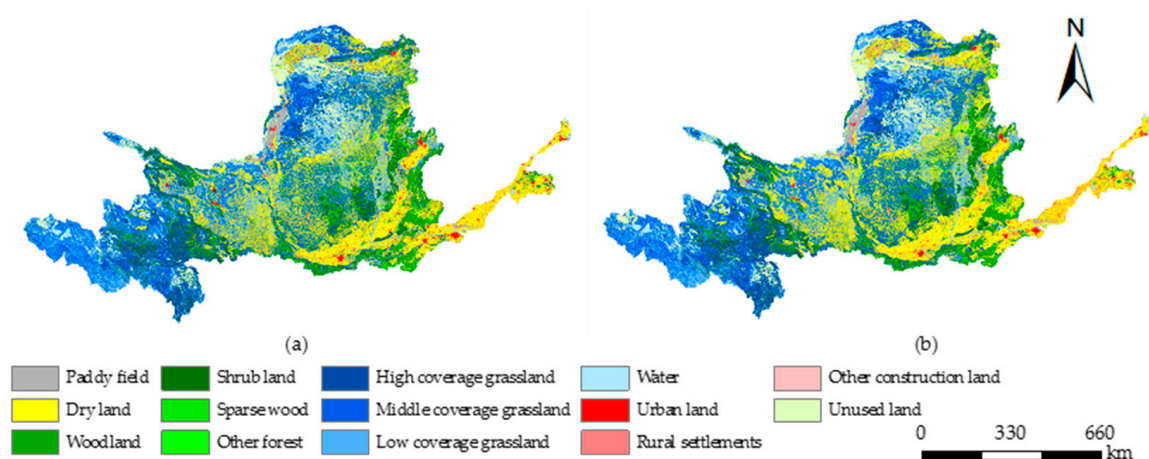 N
(a) (b)
Paddy field Shrub land High coverage grassland Water Other construction land
Dry land Sparse wood Middle coverage grassland Urban land Unused land
Woodland Other forest Low coverage grassland Rural settlements
0 330 660
km